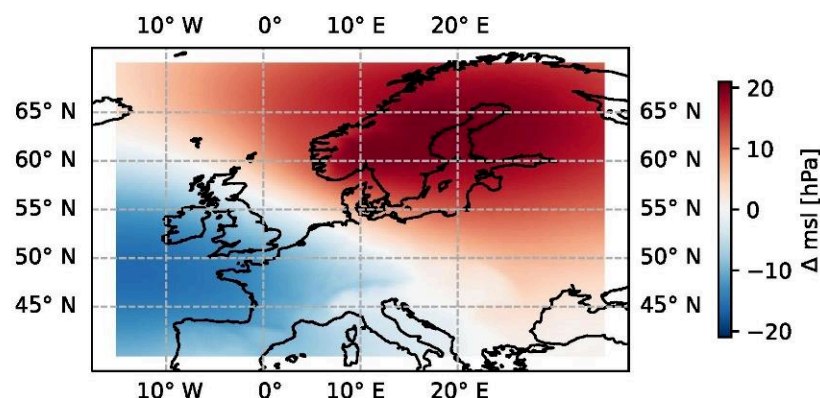 10° W 0° 10° E 20° E
65° N 65° N 20
60° N 60° N 10
55° N 55° N 0
50° N 50° N −10
45° N 45° N −20
Δ msl [hPa]
10° W 0° 10° E 20° E